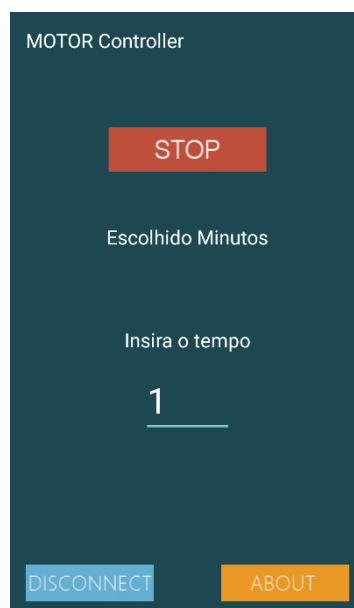 MOTOR Controller
STOP
Escolhido Minutos
Insira o tempo
1
DISCONNECT ABOUT